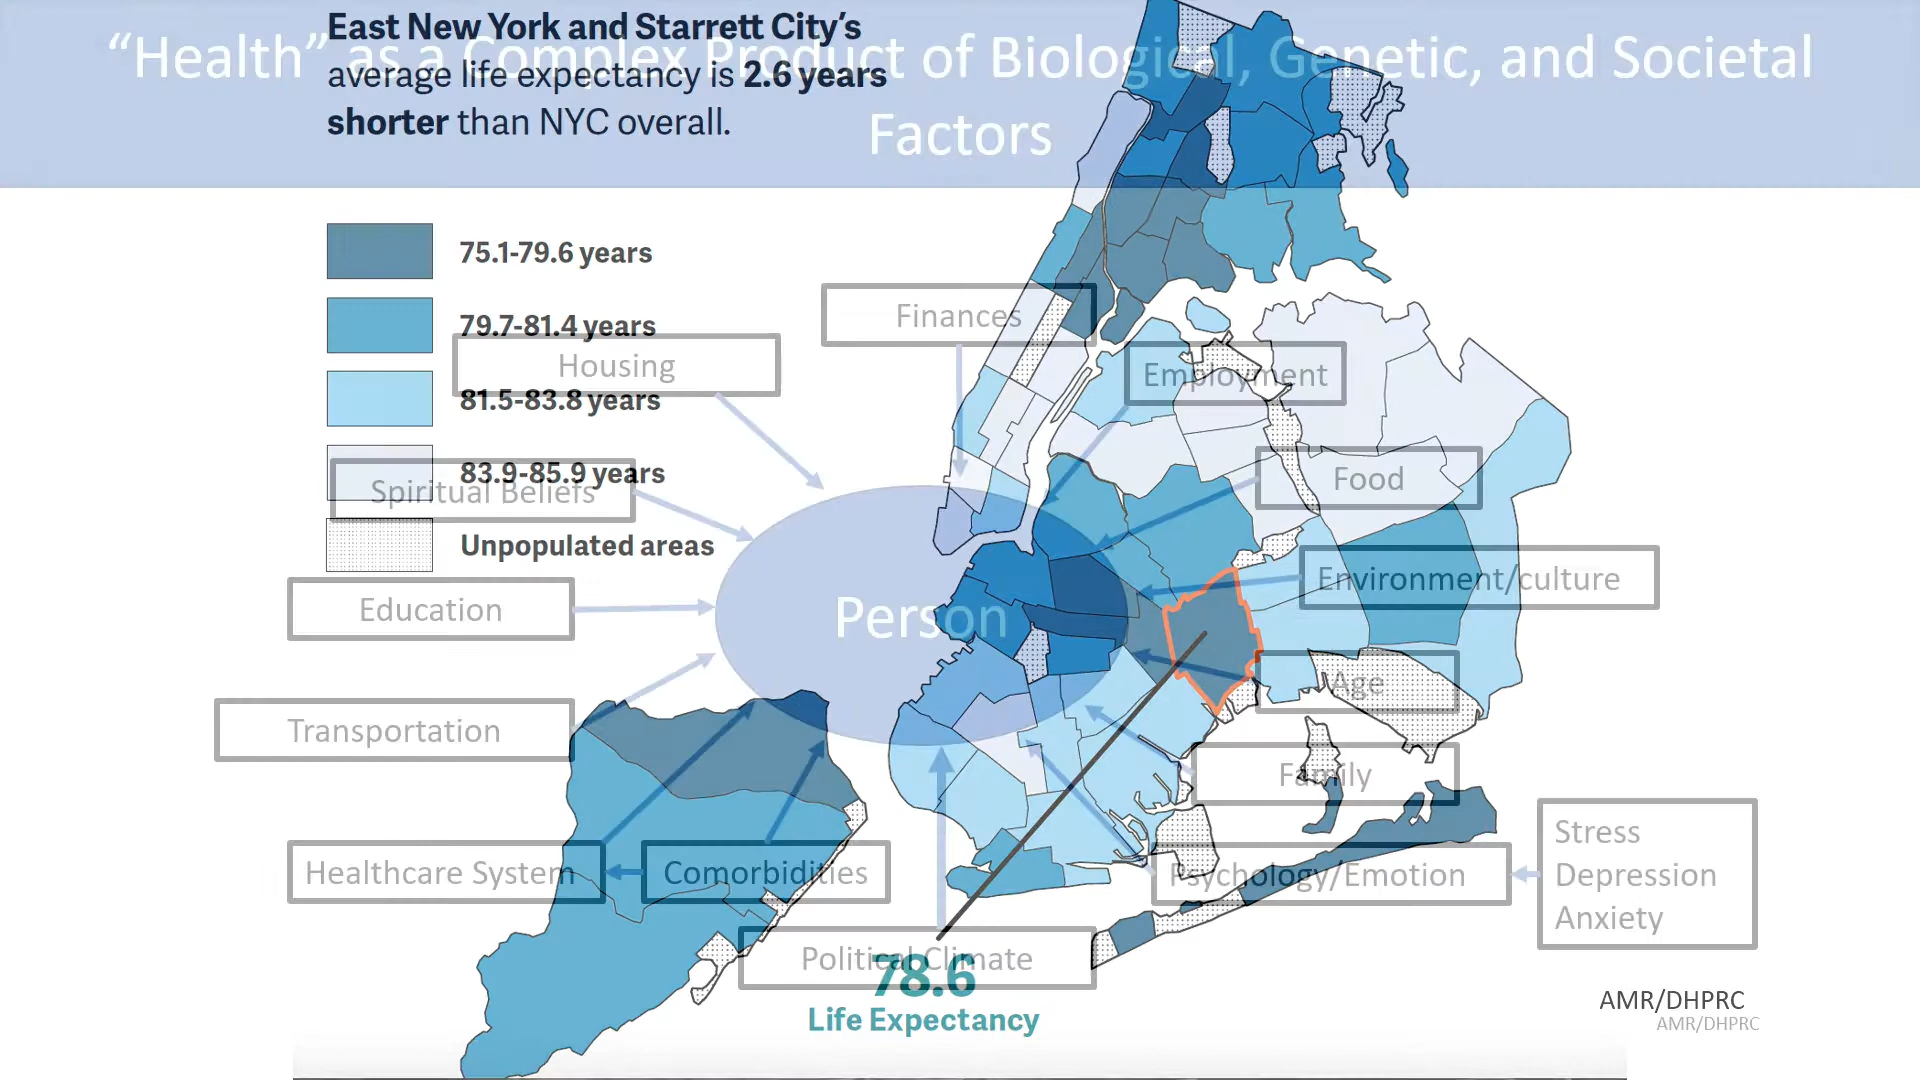 East New York and Starrett City’s
average life expectancy is 2.6 years
shorter than NYC overall.
“Health” as a Complex Product of Biological, Genetic, and Societal
Factors
75.1-79.6 years
79.7-81.4 years
81.5-83.8 years
83.9-85.9 years
Unpopulated areas
Finances
Housing
Employment
Food
Spiritual Beliefs
Environment/culture
Education
Person
Age
Transportation
Family
Stress
Depression
Anxiety
Healthcare System
Comorbidities
Psychology/Emotion
Political Climate
78.6
Life Expectancy
AMR/DHPRC
AMR/DHPRC